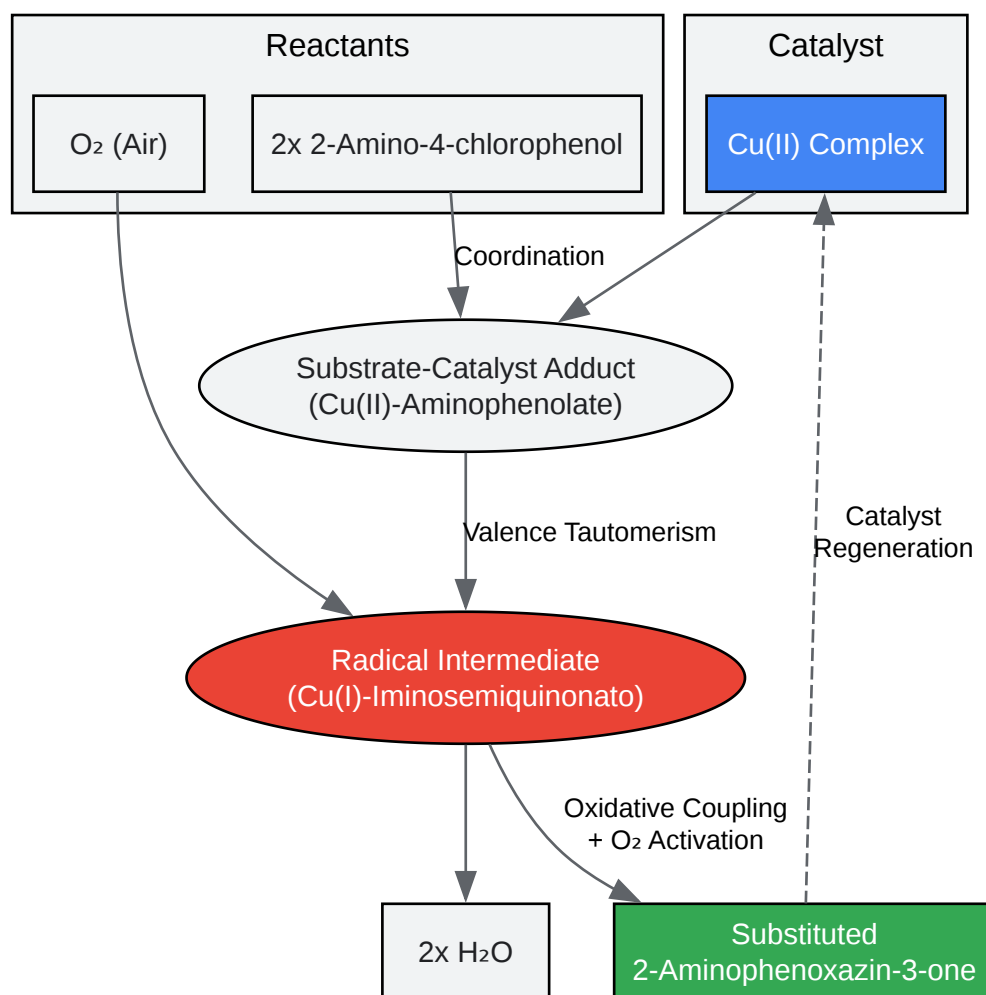 Reactants
Catalyst
O₂ (Air)
2x 2-Amino-4-chlorophenol
Cu(II) Complex
Coordination
Substrate-Catalyst Adduct
(Cu(II)-Aminophenolate)
Valence Tautomerism
Catalyst
Regeneration
Radical Intermediate
(Cu(I)-Iminosemiquinonato)
Oxidative Coupling
+ O₂ Activation
2x H₂O
Substituted
2-Aminophenoxazin-3-one